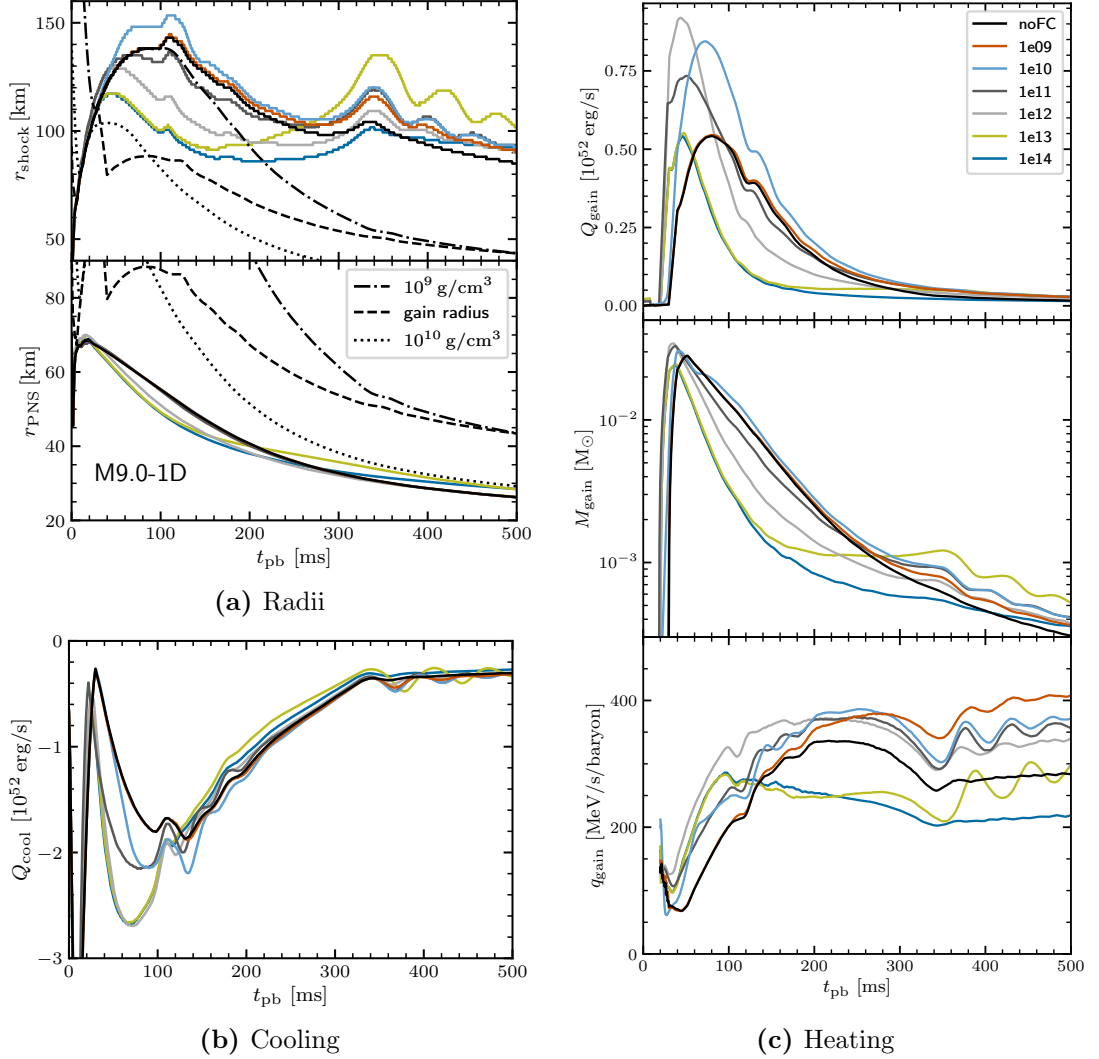 150
100
50
r_shock [km]
80
60
40
20
r_PNS [km]
10^9 g/cm^3
gain radius
10^10 g/cm^3
M9.0-1D
0 100 200 300 400 500
t_pb [ms]
(a) Radii
0
−1
−2
−3
Q_cool [10^52 erg/s]
0 100 200 300 400 500
t_pb [ms]
(b) Cooling
0.75
0.50
0.25
0.00
Q_gain [10^52 erg/s]
noFC
1e09
1e10
1e11
1e12
1e13
1e14
10^−2
10^−3
M_gain [M⊙]
400
200
0
q_gain [MeV/s/baryon]
0 100 200 300 400 500
t_pb [ms]
(c) Heating